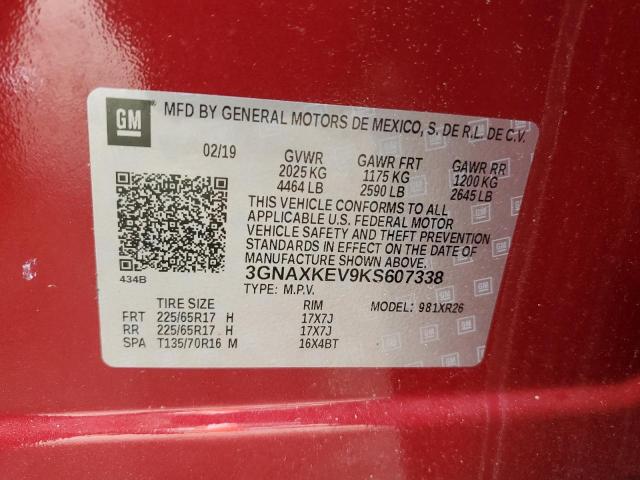 GM
MFD BY GENERAL MOTORS DE MEXICO, S. DE R.L. DE C.V.
02/19 GVWR GAWR FRT GAWR RR
2025 KG 1175 KG 1200 KG
4464 LB 2590 LB 2645 LB
THIS VEHICLE CONFORMS TO ALL
APPLICABLE U.S. FEDERAL MOTOR
VEHICLE SAFETY AND THEFT PREVENTION
STANDARDS IN EFFECT ON THE DATE OF
MANUFACTURE SHOWN ABOVE.
434B 3GNAXKEV9KS607338
TYPE: M.P.V.
MODEL: 981XR26
TIRE SIZE RIM
FRT 225/65R17 H 17X7J
RR 225/65R17 H 17X7J
SPA T135/70R16 M 16X4BT